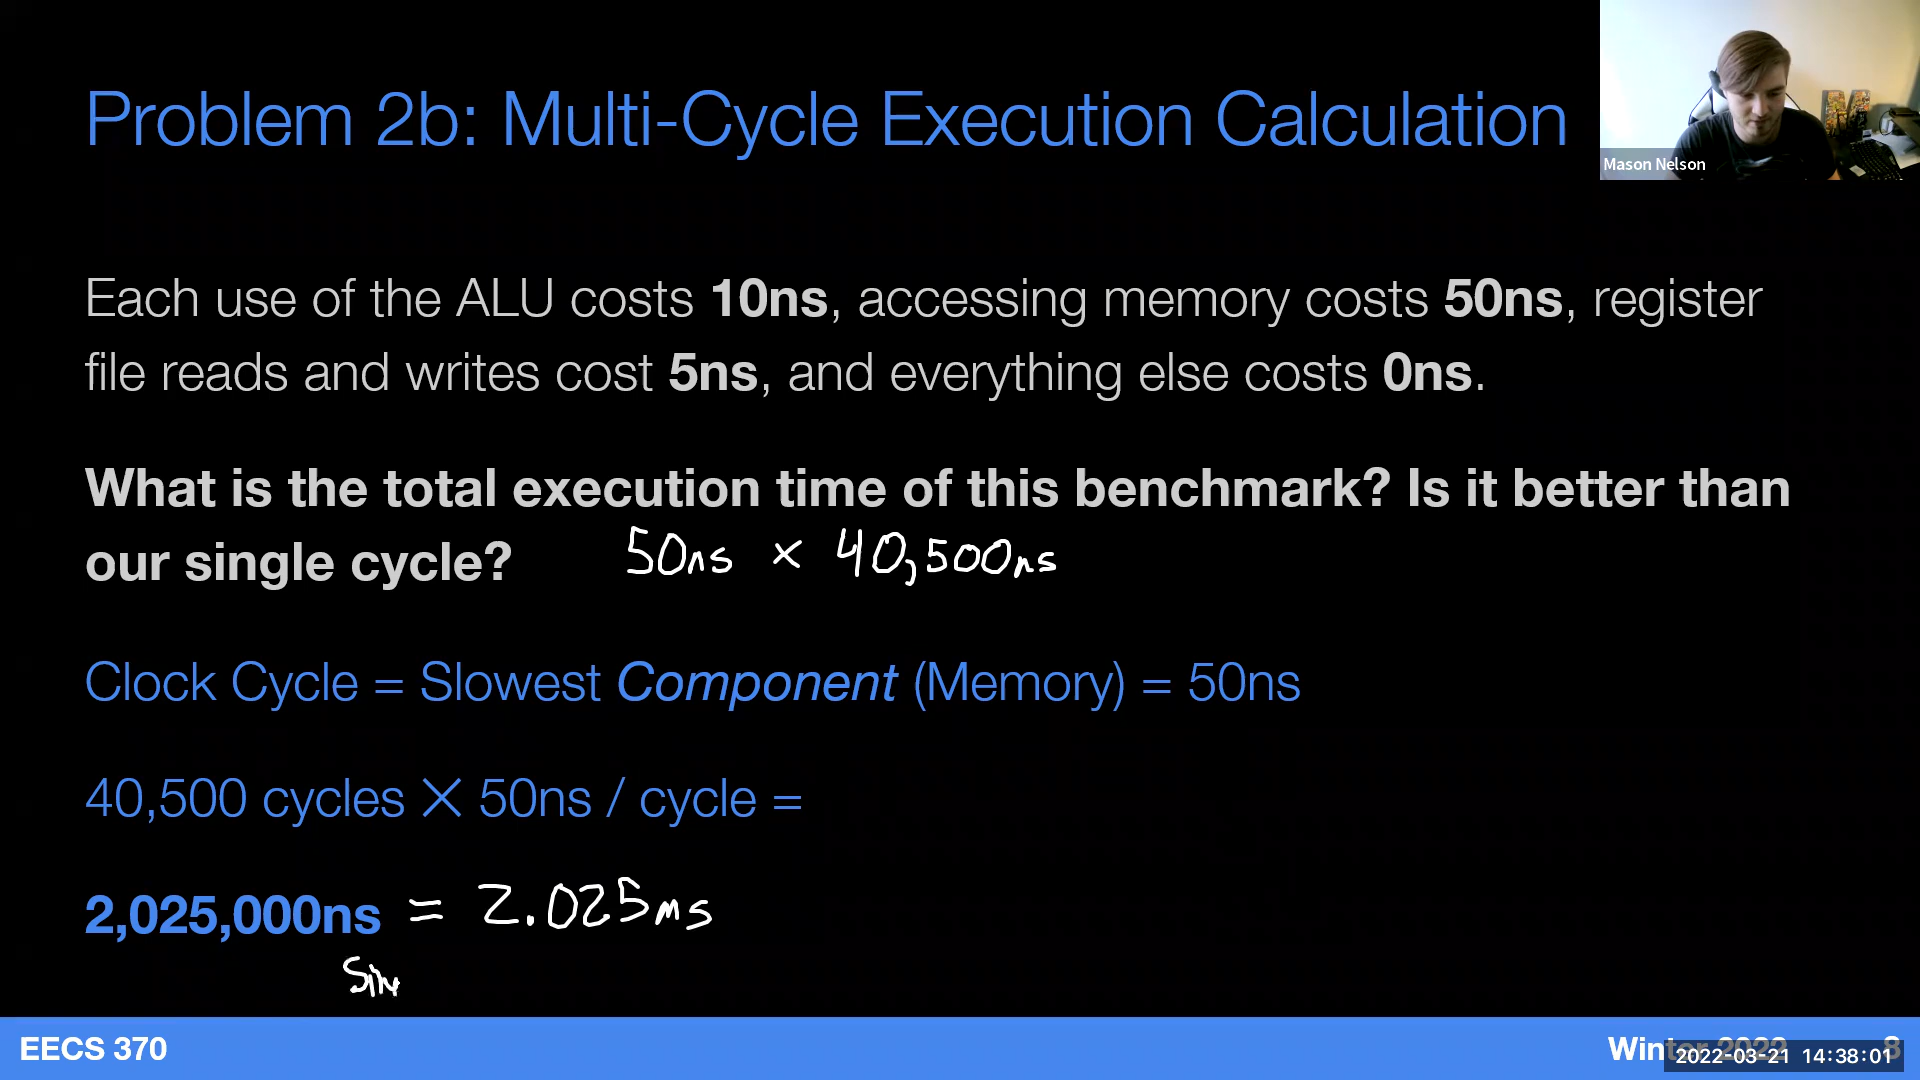 Problem 2b: Multi-Cycle Execution Calculation
Mason Nelson
Each use of the ALU costs 10ns, accessing memory costs 50ns, register
file reads and writes cost 5ns, and everything else costs 0ns.
What is the total execution time of this benchmark? Is it better than
our single cycle? 50ns × 40,500ns
Clock Cycle = Slowest Component (Memory) = 50ns
40,500 cycles ✕ 50ns / cycle =
2,025,000ns = 2.025ms
EECS 370
Winter 2022 8
2022-03-21 14:38:01